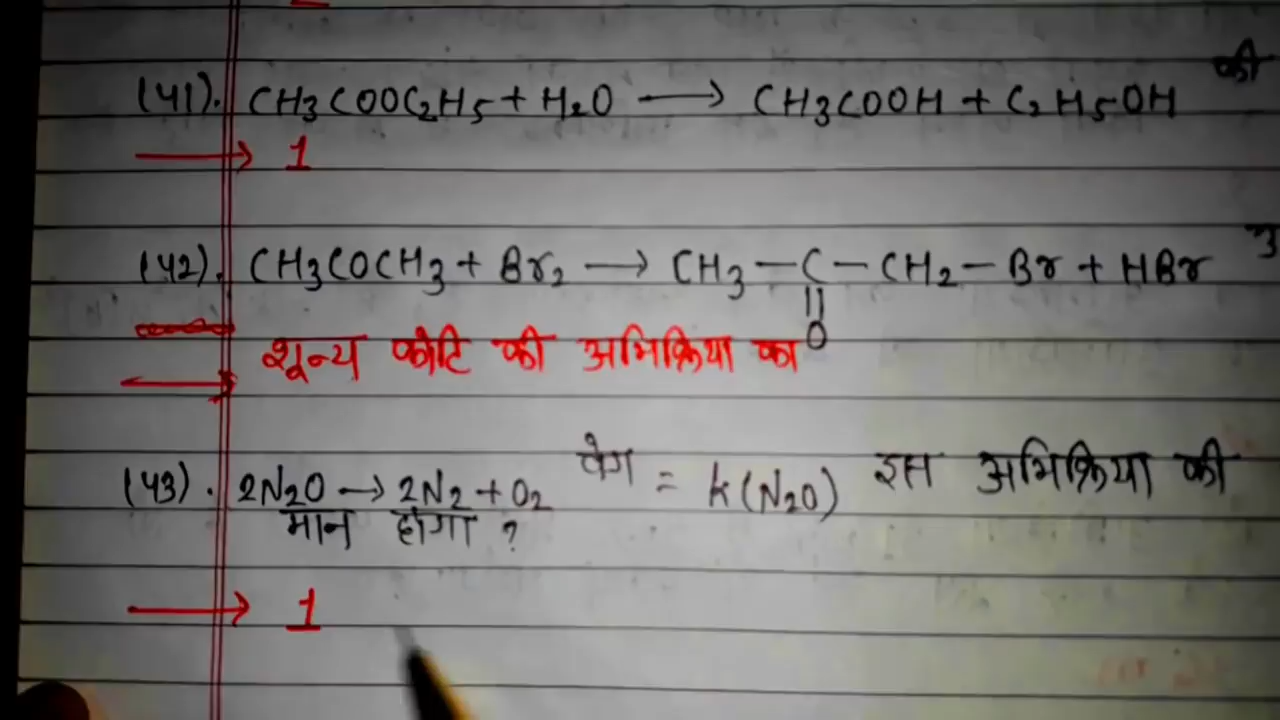 (41). CH3COOC2H5 + H2O ⟶ CH3COOH + C2H5OH की
→ 1
(42). CH3COCH3 + Br2 ⟶ CH3 – C – CH2 – Br + HBr
||
O
→ शून्य कोटि की अभिक्रिया का
(43). 2N2O → 2N2 + O2 वेग = k(N2O) इस अभिक्रिया की
मान होगा ?
→ 1